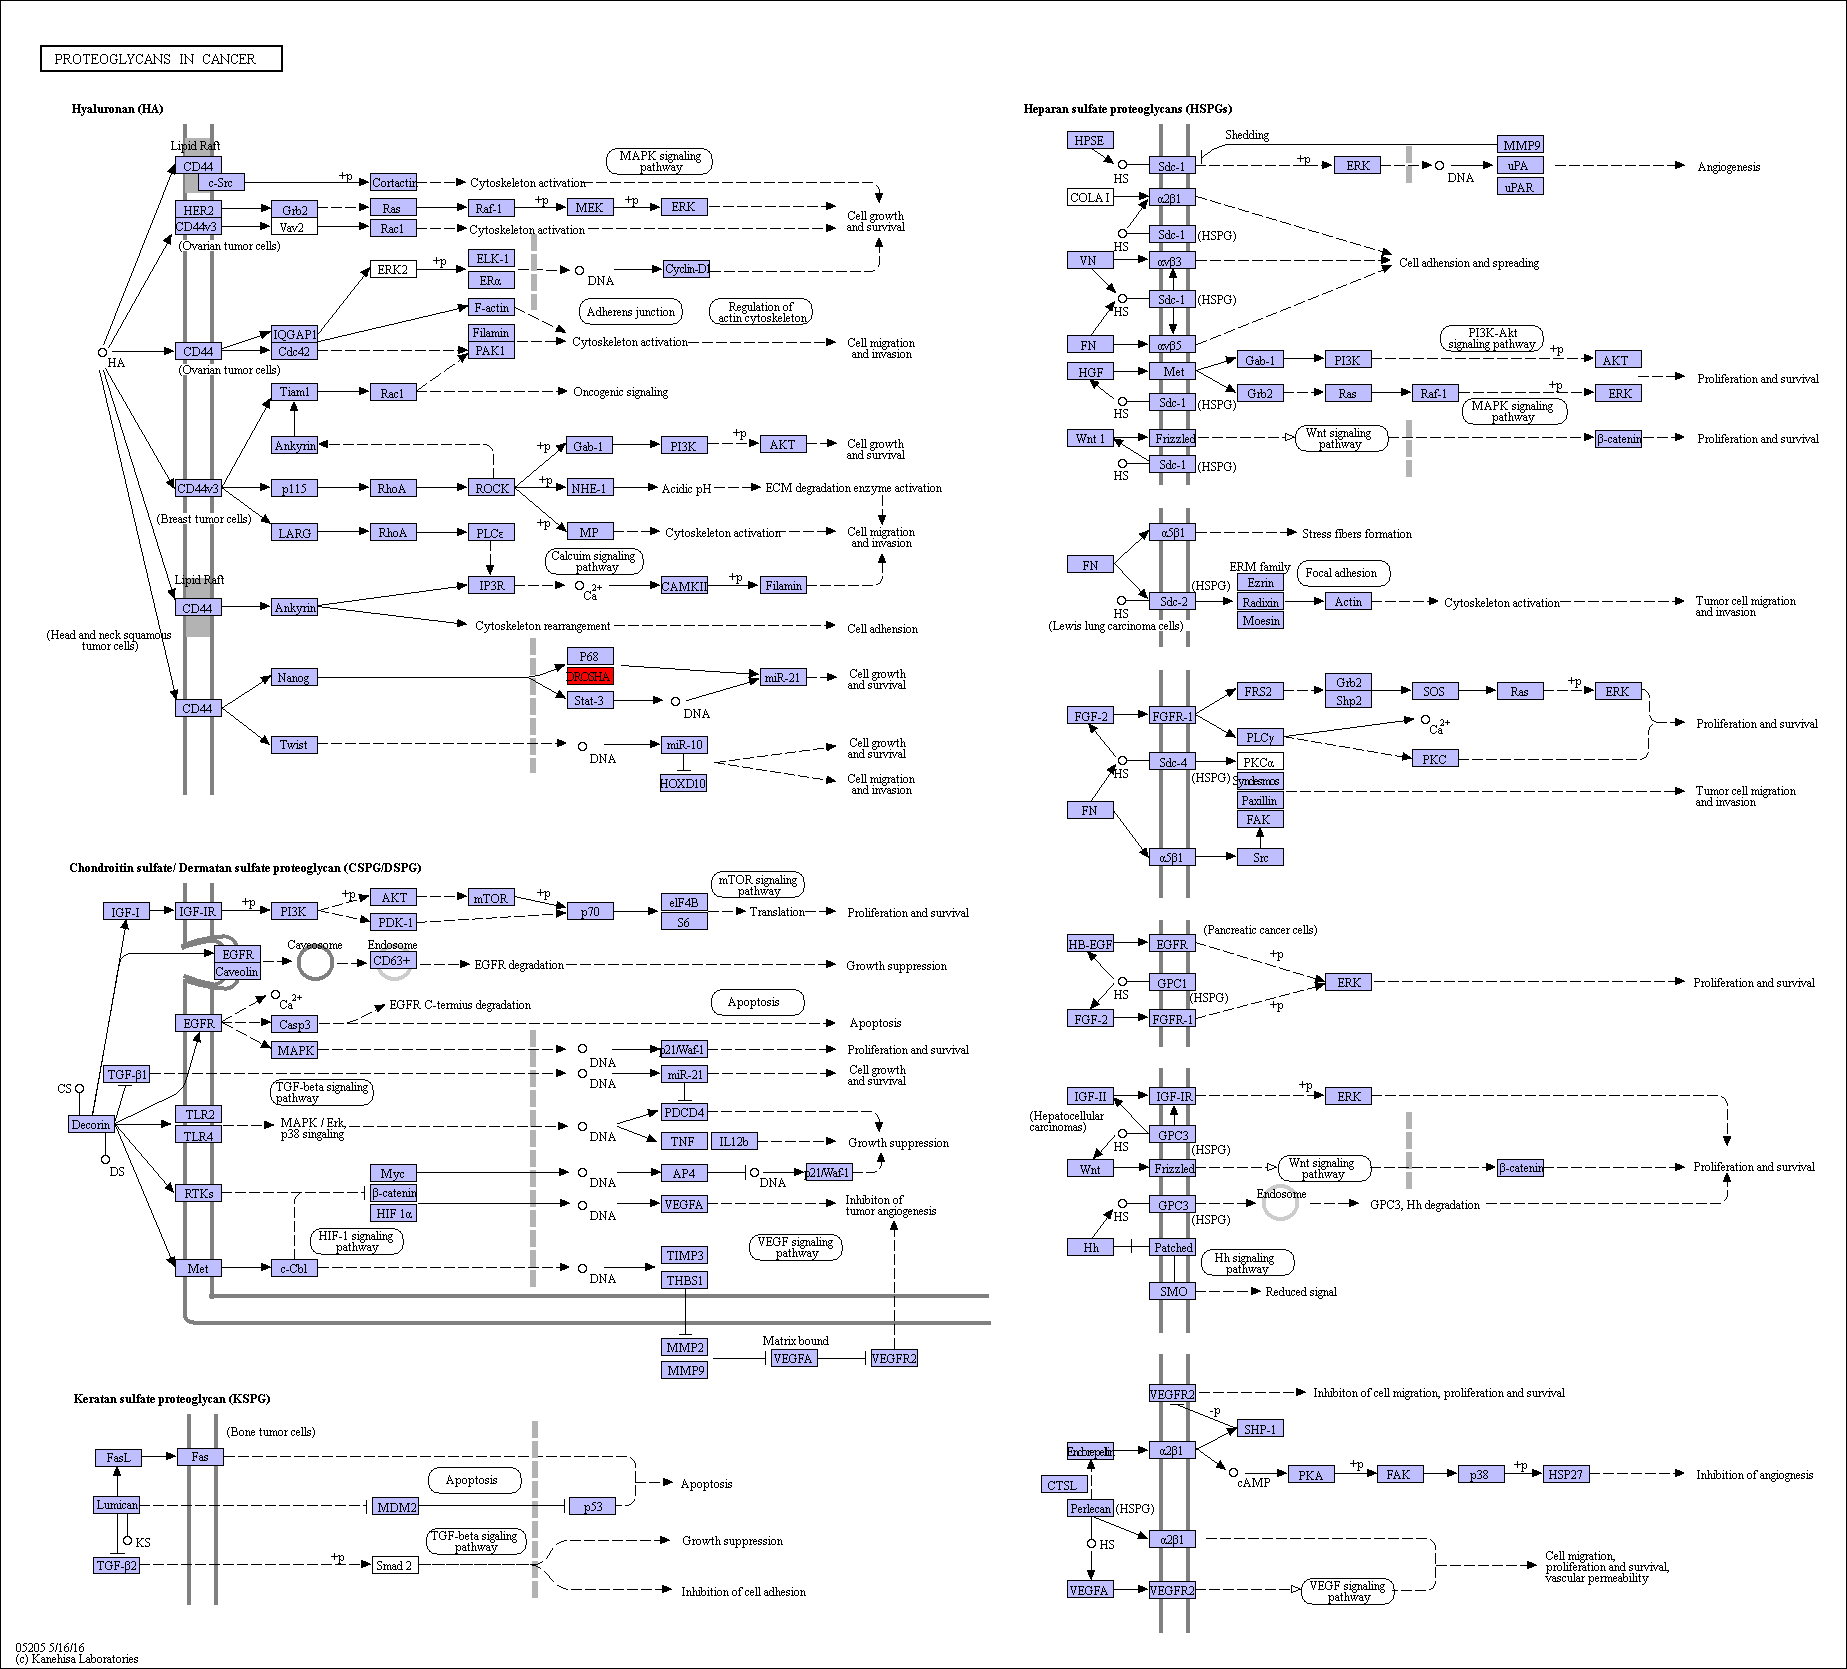 PROTEOGLYCANS IN CANCER
Hyaluronan (HA)
Lipid Raft
CD44
c-Src
+p
Cortactin
Cytoskeleton activation
MAPK signaling
pathway
HER2
Grb2
Ras
Raf-1
+p
MEK
+p
ERK
Cell growth
and survival
CD44v3
Vav2
Rac1
Cytoskeleton activation
(Ovarian tumor cells)
ERK2
+p
ELK-1
ERα
DNA
Cyclin-D1
F-actin
Adherens junction
Regulation of
actin cytoskeleton
IQGAP1
Filamin
Cytoskeleton activation
Cell migration
and invasion
HA
CD44
Cdc42
PAK1
(Ovarian tumor cells)
Tiam1
Rac1
Oncogenic signaling
Ankyrin
+p
Gab-1
PI3K
+p
AKT
Cell growth
and survival
CD44v3
p115
RhoA
ROCK
+p
NHE-1
Acidic pH
ECM degradation enzyme activation
(Breast tumor cells)
LARG
RhoA
PLCε
+p
MP
Cytoskeleton activation
Cell migration
and invasion
Calcuim signaling
pathway
Lipid Raft
IP3R
Ca2+
CAMKII
+p
Filamin
CD44
Ankyrin
Cytoskeleton rearrangement
Cell adhesion
(Head and neck squamous
tumor cells)
P68
Nanog
DROSHA
miR-21
Cell growth
and survival
Stat-3
DNA
CD44
Twist
DNA
miR-10
Cell growth
and survival
HOXD10
Cell migration
and invasion
Chondroitin sulfate/ Dermatan sulfate proteoglycan (CSPG/DSPG)
IGF-I
IGF-IR
+p
PI3K
+p
AKT
PDK-1
mTOR
+p
p70
eIF4B
S6
mTOR signaling
pathway
Translation
Proliferation and survival
EGFR
Caveolin
Caveosome
Endosome
CD63+
EGFR degradation
Growth suppression
Ca2+
EGFR C-termius degradation
Apoptosis
EGFR
Casp3
Apoptosis
MAPK
DNA
p21/Waf-1
Proliferation and survival
TGF-β1
DNA
miR-21
Cell growth
and survival
CS
TGF-beta signaling
pathway
Decorin
TLR2
TLR4
MAPK / Erk,
p38 singaling
DNA
PDCD4
TNF
IL12b
Growth suppression
DS
Myc
DNA
AP4
DNA
p21/Waf-1
RTKs
β-catenin
HIF 1α
DNA
VEGFA
Inhibiton of
tumor angiogenesis
HIF-1 signaling
pathway
VEGF signaling
pathway
Met
c-Cbl
DNA
TIMP3
THBS1
MMP2
MMP9
Matrix bound
VEGFA
VEGFR2
Keratan sulfate proteoglycan (KSPG)
(Bone tumor cells)
FasL
Fas
Apoptosis
Apoptosis
Lumican
MDM2
p53
KS
TGF-beta sigaling
pathway
Growth suppression
TGF-β2
+p
Smad 2
Inhibition of cell adhesion
05205 5/16/16
(c) Kanehisa Laboratories
Heparan sulfate proteoglycans (HSPGs)
HPSE
Shedding
MMP9
HS
Sdc-1
+p
ERK
DNA
uPA
uPAR
Angiogenesis
COLA1
α2β1
HS
Sdc-1
(HSPG)
VN
αvβ3
Cell adhesion and spreading
HS
Sdc-1
(HSPG)
FN
αvβ5
PI3K-Akt
signaling pathway
HGF
Met
Gab-1
PI3K
+p
AKT
Grb2
Ras
Raf-1
+p
ERK
Proliferation and survival
HS
Sdc-1
(HSPG)
MAPK signaling
pathway
Wnt 1
Frizzled
Wnt signaling
pathway
β-catenin
Proliferation and survival
HS
Sdc-1
(HSPG)
α5β1
Stress fibers formation
FN
ERM family
Focal adhesion
HS
Sdc-2
(HSPG)
Ezrin
Radixin
Moesin
Actin
Cytoskeleton activation
Tumor cell migration
and invasion
(Lewis lung carcinoma cells)
FGF-2
FGFR-1
FRS2
Grb2
Shp2
SOS
Ras
+p
ERK
Ca2+
Proliferation and survival
PLCγ
PKC
HS
Sdc-4
(HSPG)
PKCα
Syndesmos
Paxillin
FAK
Tumor cell migration
and invasion
FN
α5β1
Src
(Pancreatic cancer cells)
HB-EGF
EGFR
+p
HS
GPC1
(HSPG)
ERK
Proliferation and survival
FGF-2
FGFR-1
+p
IGF-II
IGF-IR
+p
ERK
(Hepatocellular
carcinomas)
HS
GPC3
(HSPG)
Wnt
Frizzled
Wnt signaling
pathway
β-catenin
Proliferation and survival
HS
GPC3
(HSPG)
Endosome
GPC3, Hh degradation
Hh
Patched
Hh signaling
pathway
SMO
Reduced signal
VEGFR2
Inhibiton of cell migration, proliferation and survival
-p
SHP-1
Endorepelin
α2β1
cAMP
PKA
+p
FAK
p38
+p
HSP27
Inhibition of angiognesis
CTSL
Perlecan
(HSPG)
HS
α2β1
Cell migration,
proliferation and survival,
vascular permeability
VEGFA
VEGFR2
VEGF signaling
pathway